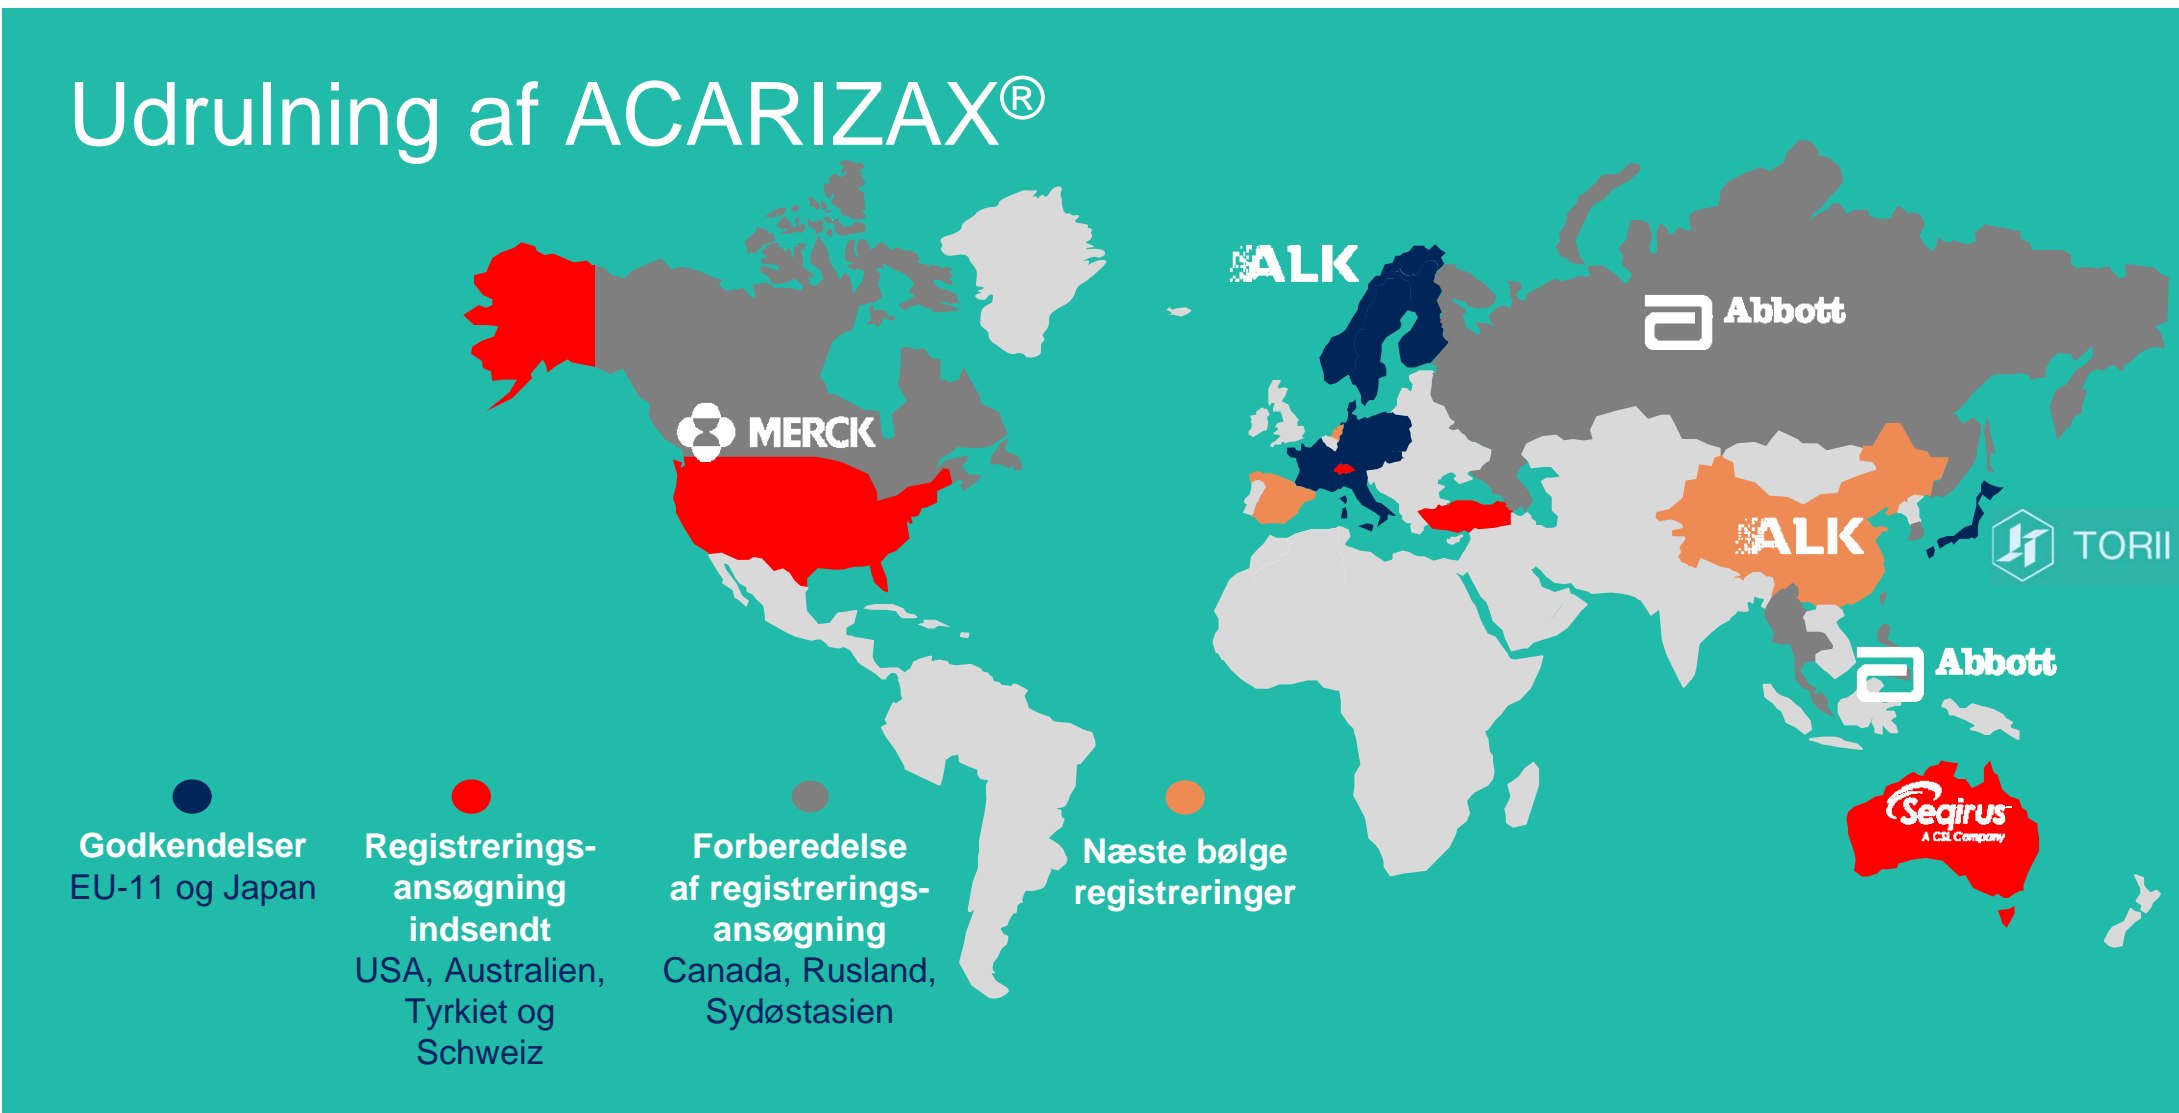 Udrulning af ACARIZAX®
ALK
Abbott
MERCK
ALK
TORII
Abbott
Seqirus
A CSL Company
Godkendelser
EU-11 og Japan
Registrerings-
ansøgning
indsendt
USA, Australien,
Tyrkiet og
Schweiz
Forberedelse
af registrerings-
ansøgning
Canada, Rusland,
Sydøstasien
Næste bølge
registreringer